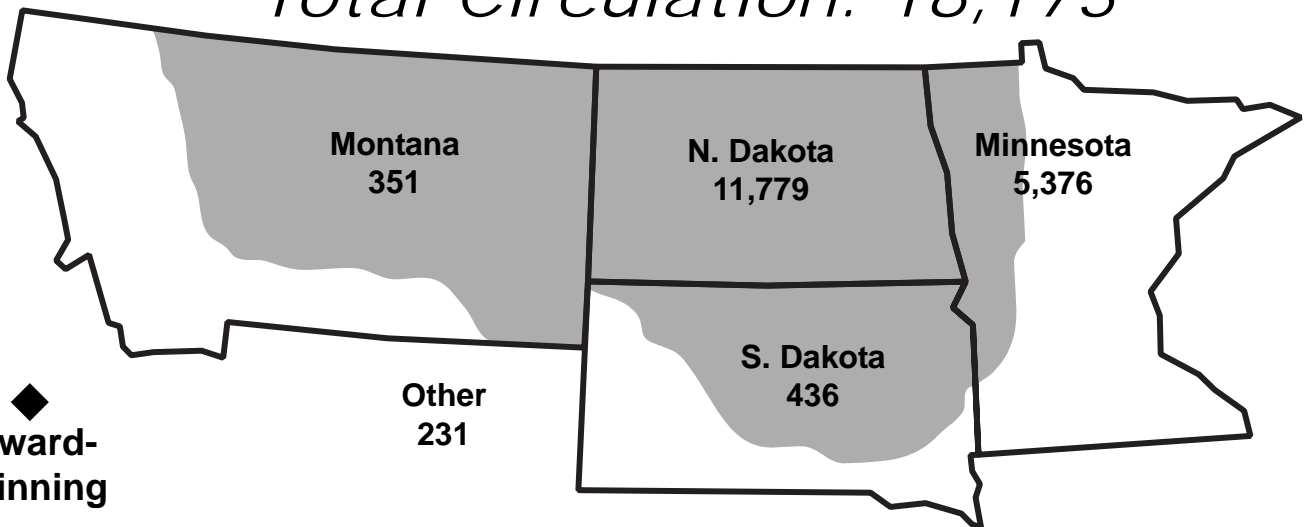 Total Circulation: 18,173
Montana
351
N. Dakota
11,779
Minnesota
5,376
S. Dakota
436
Other
231
ward-
inning